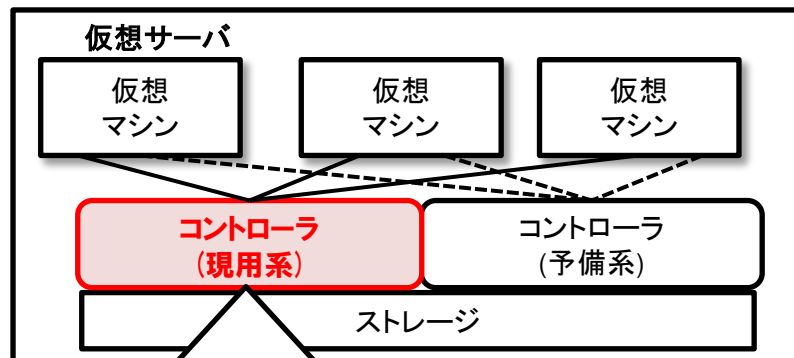 仮想サーバ
仮想
マシン
仮想
マシン
仮想
マシン
コントローラ
(現用系)
コントローラ
(予備系)
ストレージ